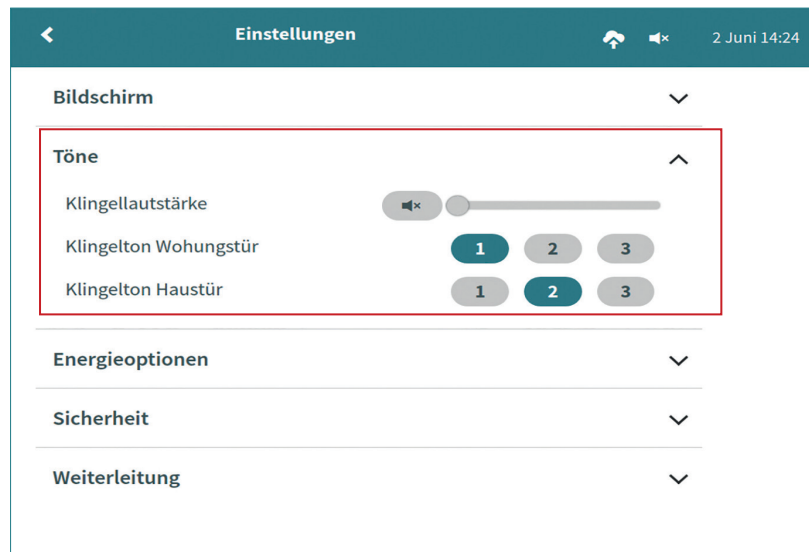 Einstellungen 2 Juni 14:24
Bildschirm
Töne
Klingellautstärke
Klingelton Wohungstür 1 2 3
Klingelton Haustür 1 2 3
Energieoptionen
Sicherheit
Weiterleitung